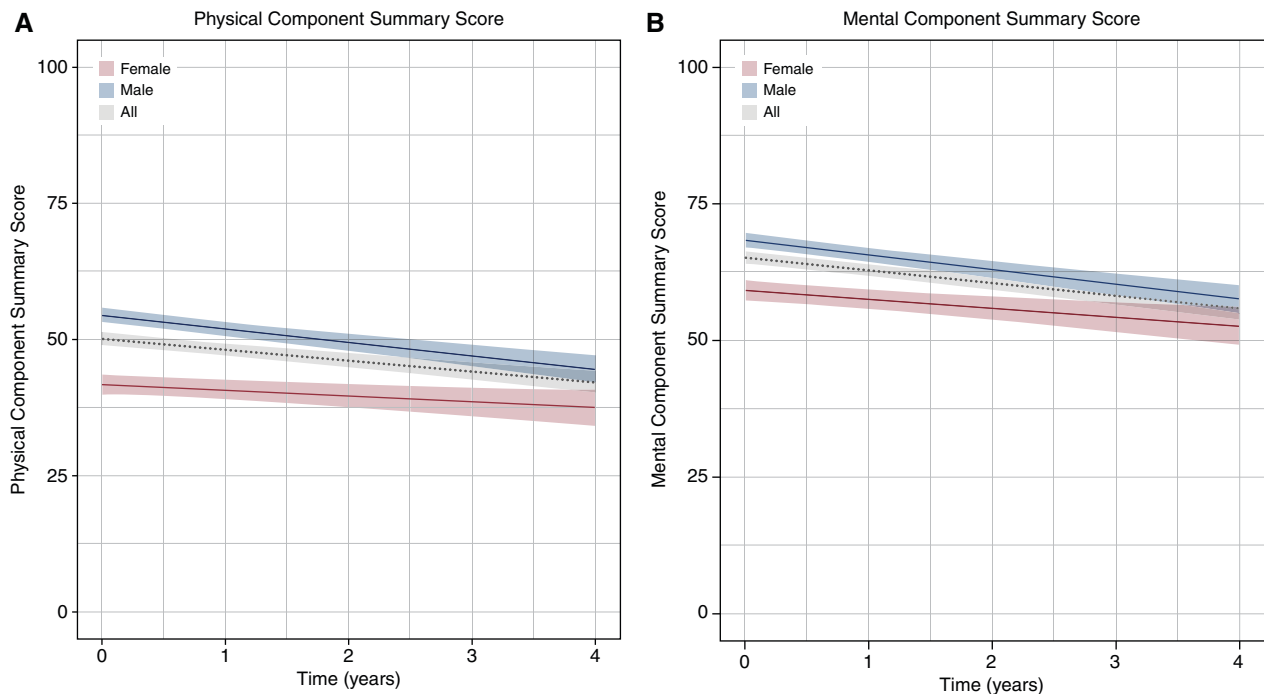 A
Physical Component Summary Score
Female
Male
All
100
75
50
25
0
Physical Component Summary Score
0 1 2 3 4
Time (years)
B
Mental Component Summary Score
Female
Male
All
100
75
50
25
0
Mental Component Summary Score
0 1 2 3 4
Time (years)